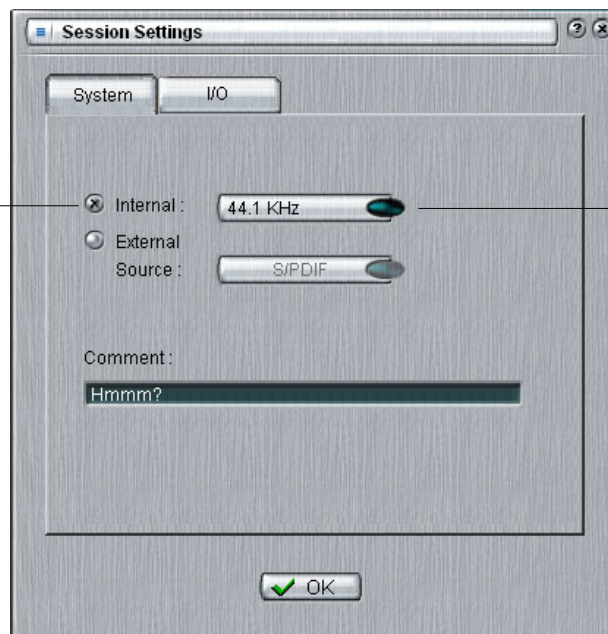 Session Settings
System
I/O
Internal :
44.1 KHz
External
Source :
S/PDIF
Comment :
Hmmm?
OK